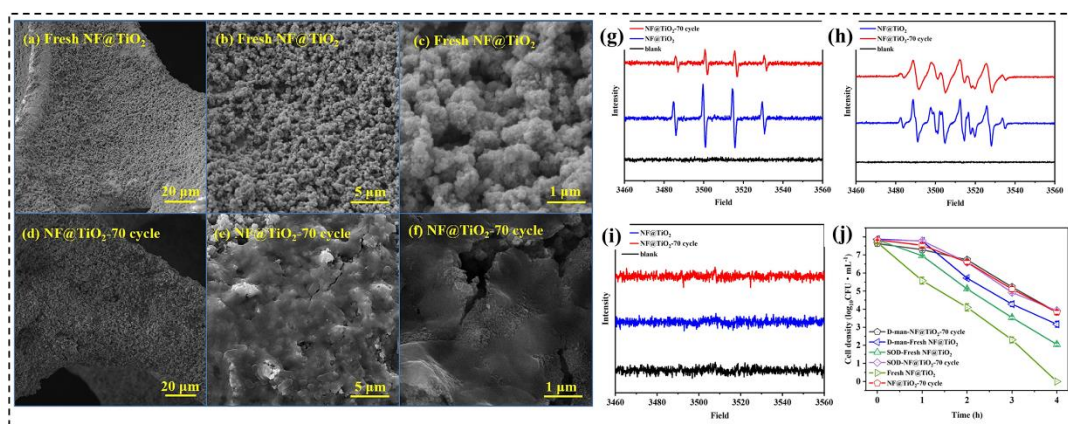 (a) Fresh NF@TiO₂
20 μm
(b) Fresh NF@TiO₂
5 μm
(c) Fresh NF@TiO₂
1 μm
(d) NF@TiO₂-70 cycle
20 μm
(e) NF@TiO₂-70 cycle
5 μm
(f) NF@TiO₂-70 cycle
1 μm
(g)
NF@TiO₂-70 cycle
NF@TiO₂
blank
Intensity
3460 3480 3500 3520 3540 3560
Field
(h)
NF@TiO₂
NF@TiO₂-70 cycle
blank
Intensity
3460 3480 3500 3520 3540 3560
Field
(i)
NF@TiO₂
NF@TiO₂-70 cycle
blank
Intensity
3460 3480 3500 3520 3540 3560
Field
(j)
Cell density (log₁₀CFU·mL⁻¹)
8
7
6
5
4
3
2
1
0
D-man-NF@TiO₂-70 cycle
D-man-Fresh NF@TiO₂
SOD-Fresh NF@TiO₂
SOD-NF@TiO₂-70 cycle
Fresh NF@TiO₂
NF@TiO₂-70 cycle
0 1 2 3 4
Time (h)